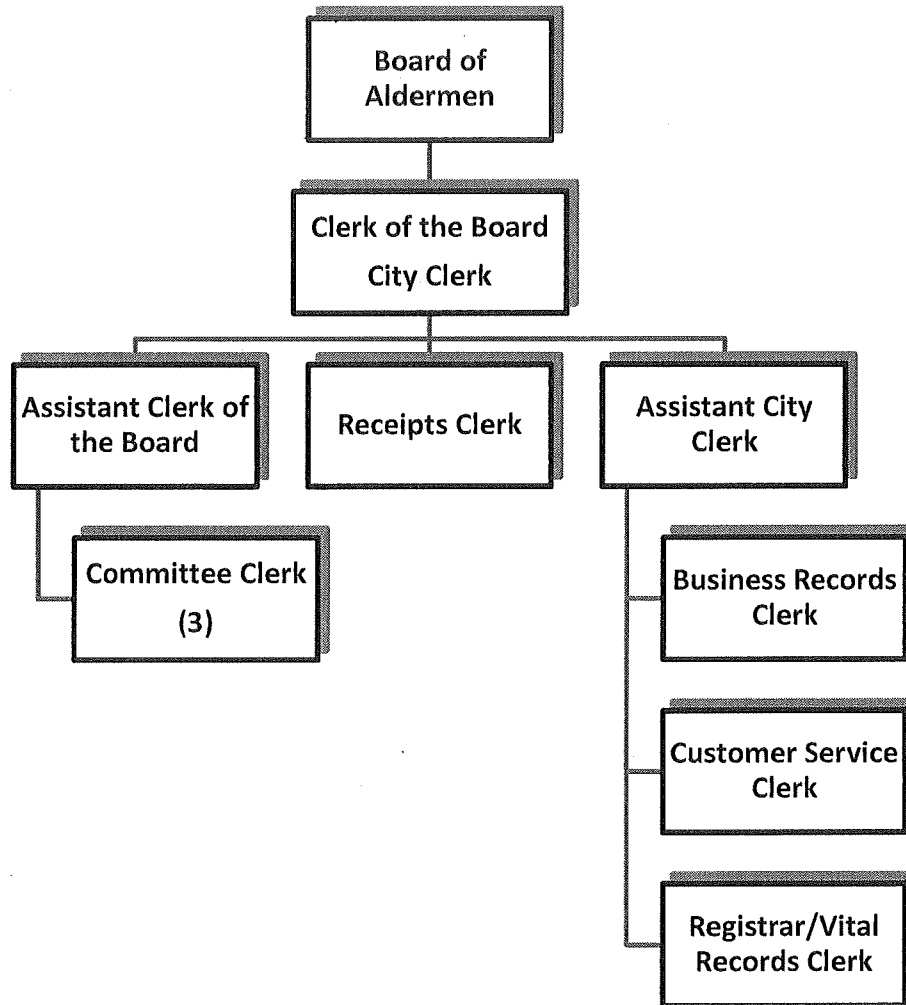 Board of
Aldermen
Clerk of the Board
City Clerk
Assistant Clerk of
the Board
Receipts Clerk
Assistant City
Clerk
Committee Clerk
(3)
Business Records
Clerk
Customer Service
Clerk
Registrar/Vital
Records Clerk